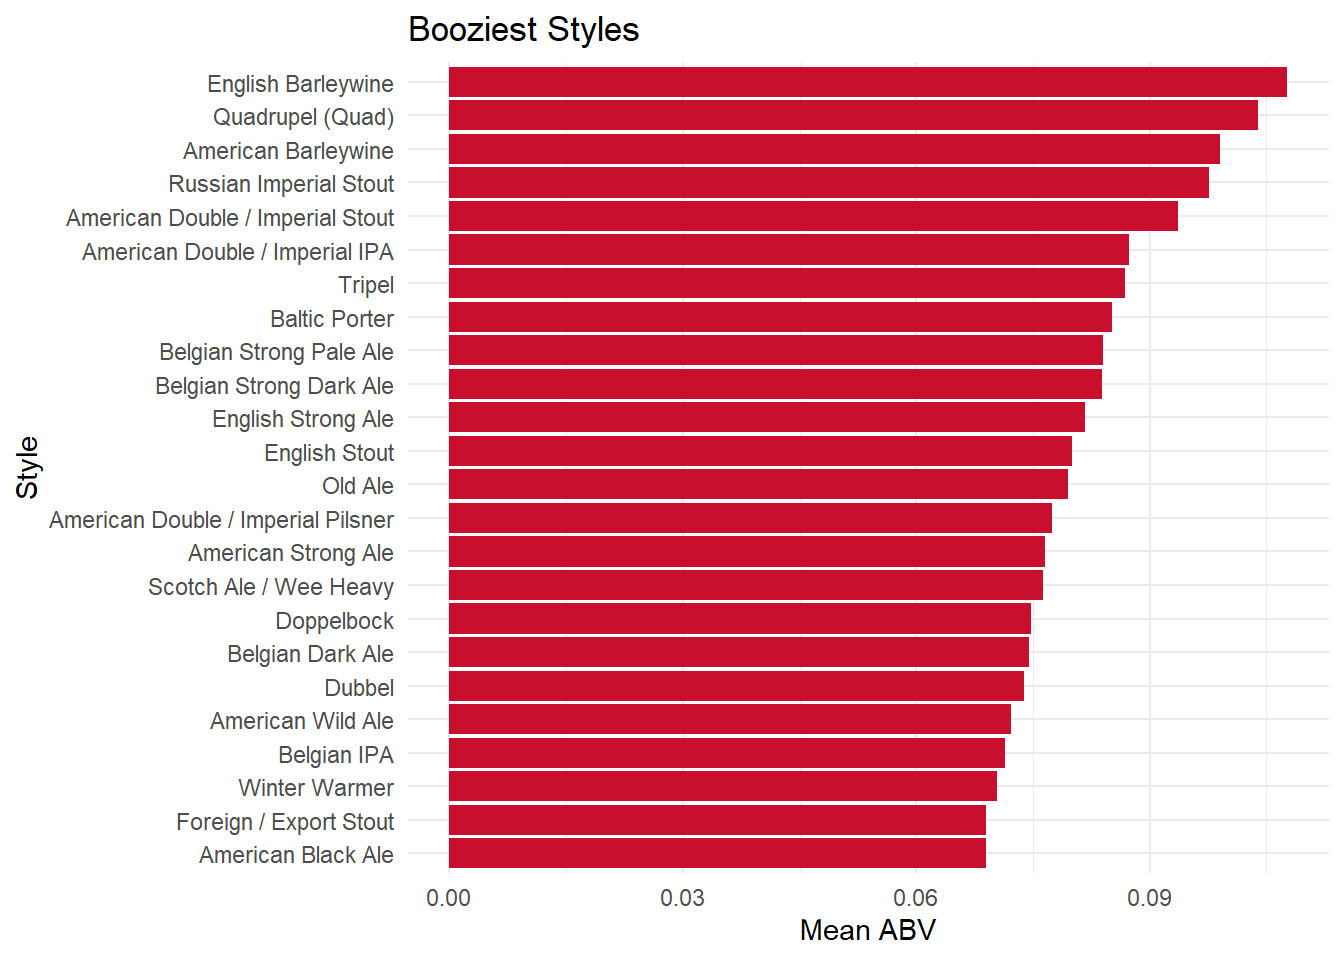 Booziest Styles
English Barleywine
Quadrupel (Quad)
American Barleywine
Russian Imperial Stout
American Double / Imperial Stout
American Double / Imperial IPA
Tripel
Baltic Porter
Belgian Strong Pale Ale
Belgian Strong Dark Ale
English Strong Ale
English Stout
Old Ale
American Double / Imperial Pilsner
American Strong Ale
Scotch Ale / Wee Heavy
Doppelbock
Belgian Dark Ale
Dubbel
American Wild Ale
Belgian IPA
Winter Warmer
Foreign / Export Stout
American Black Ale
Style
0.00 0.03 0.06 0.09
Mean ABV